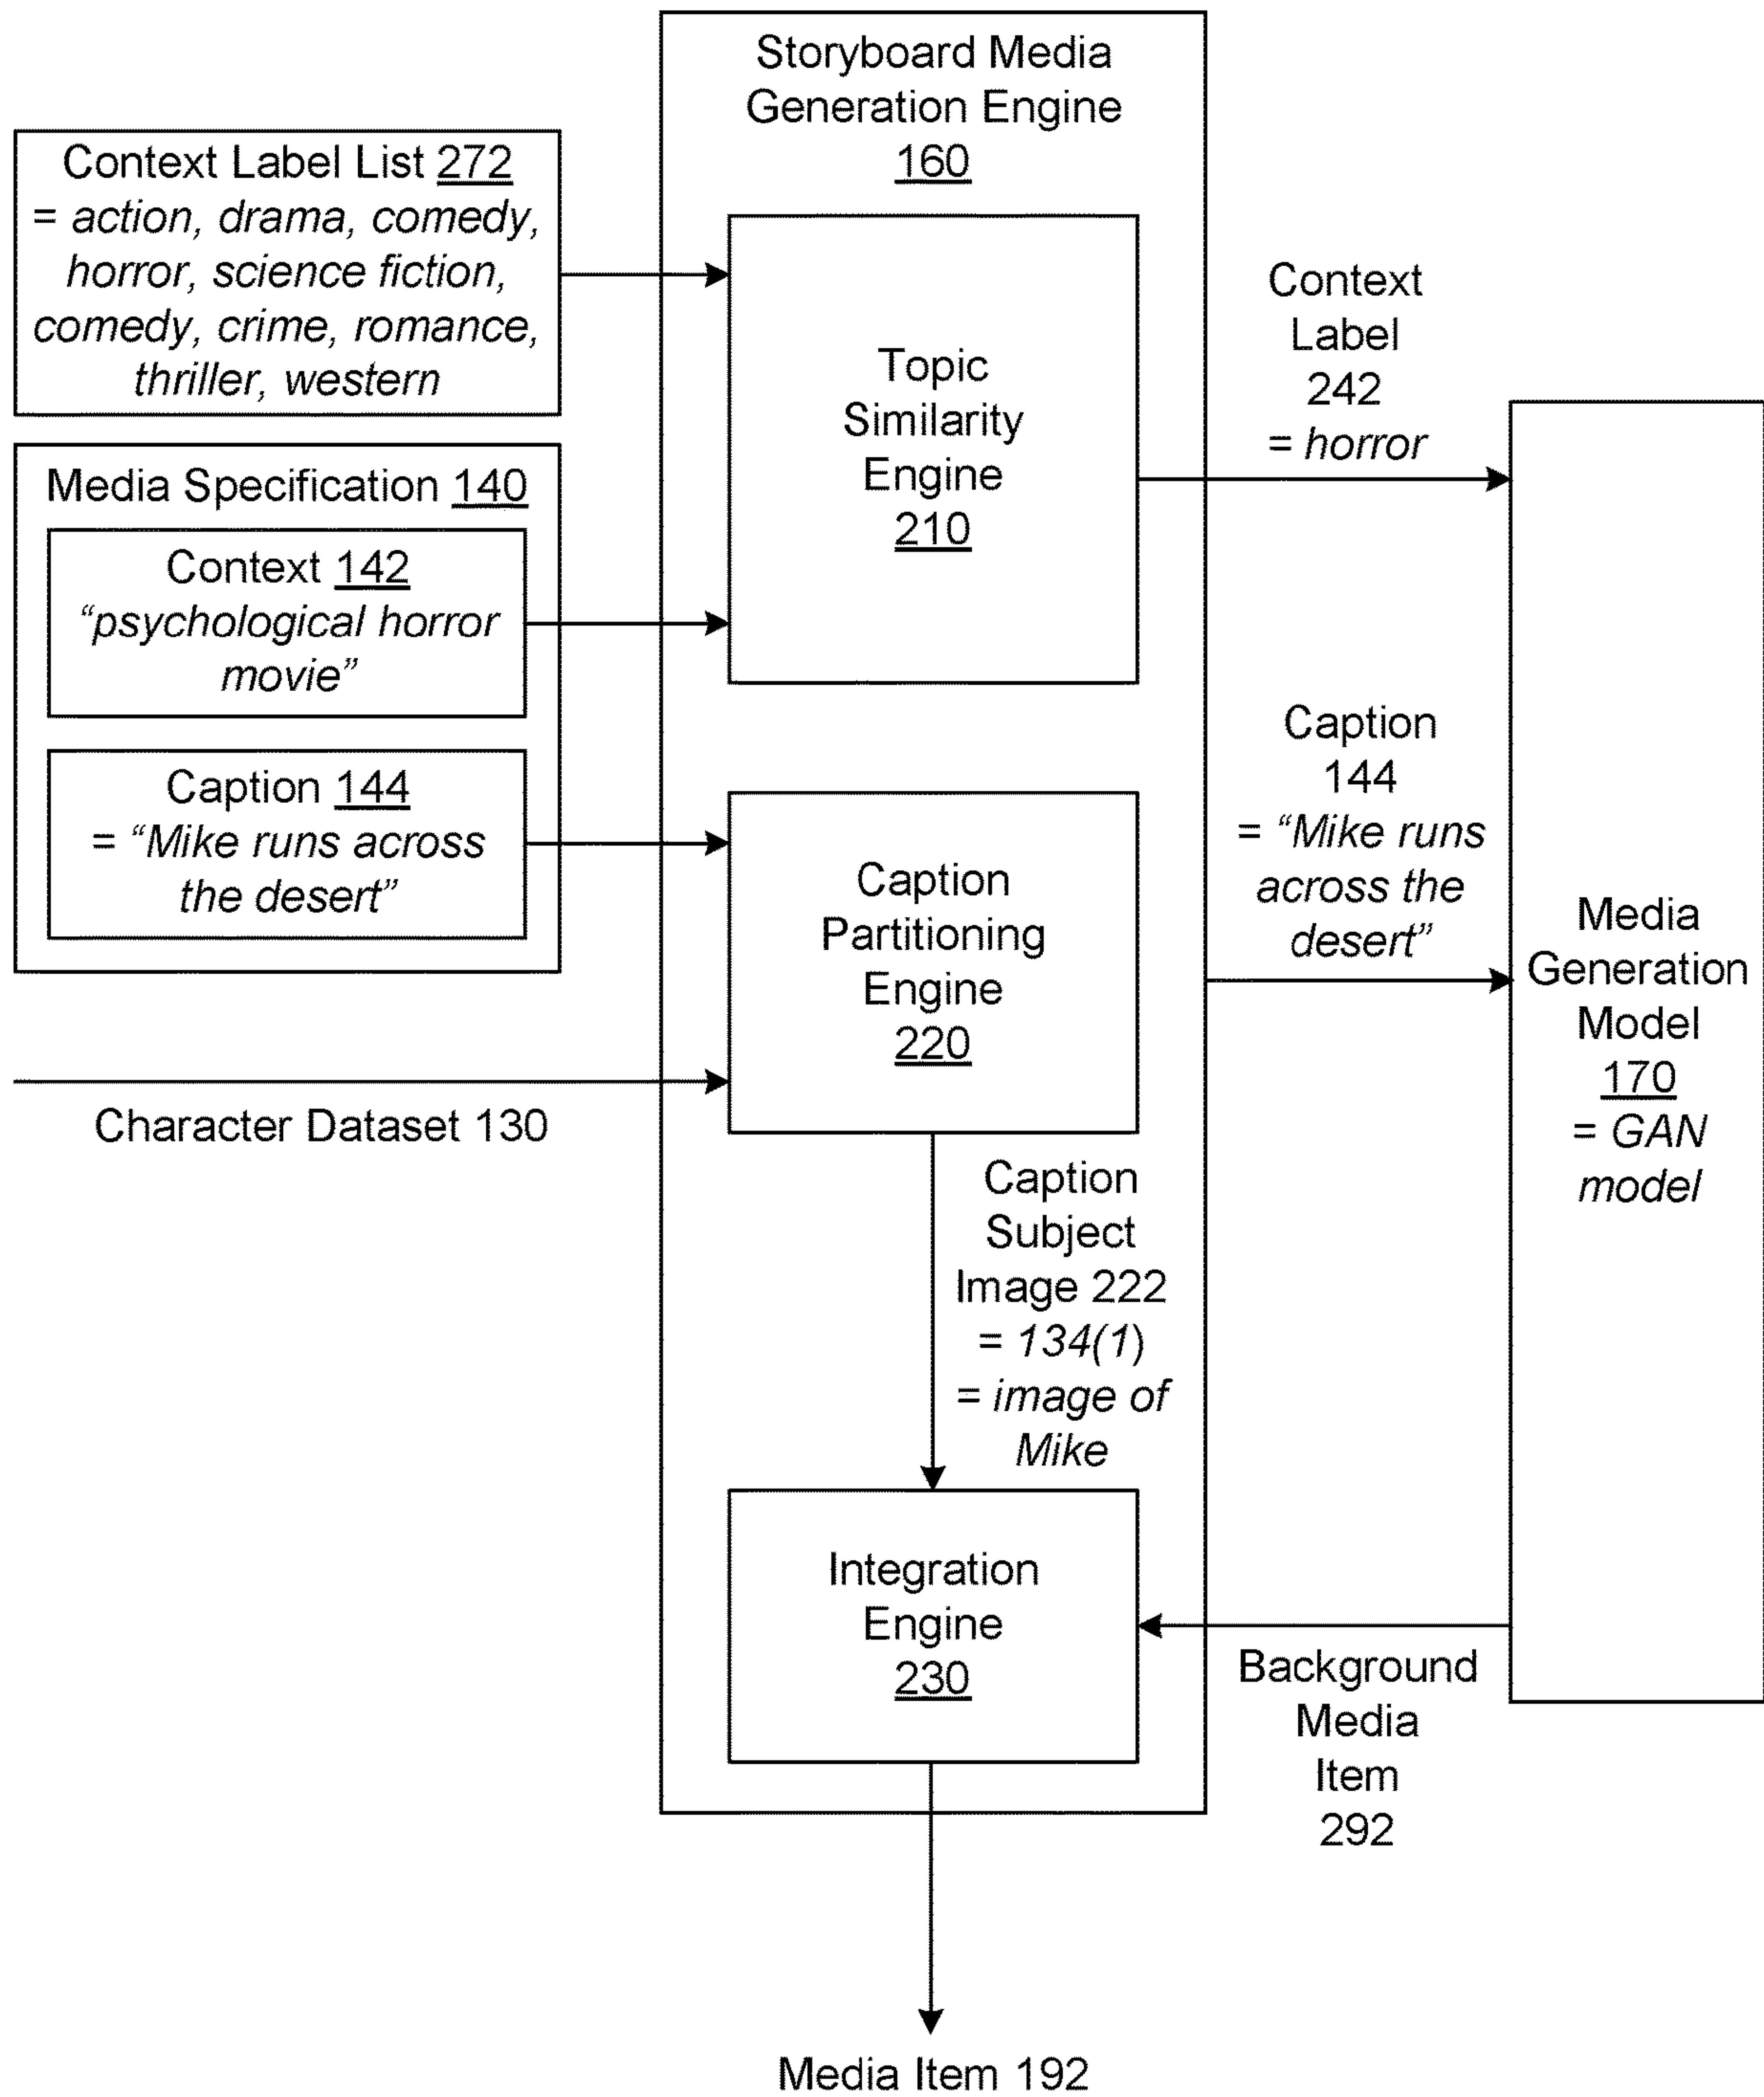 Storyboard Media
Generation Engine
160
Context Label List 272
= action, drama, comedy,
horror, science fiction,
comedy, crime, romance,
thriller, western
Media Specification 140
Context 142
“psychological horror
movie”
Caption 144
= “Mike runs across
the desert”
Character Dataset 130
Topic
Similarity
Engine
210
Caption
Partitioning
Engine
220
Caption
Subject
Image 222
= 134(1)
= image of
Mike
Integration
Engine
230
Context
Label
242
= horror
Caption
144
= “Mike runs
across the
desert”
Media
Generation
Model
170
= GAN
model
Background
Media
Item
292
Media Item 192